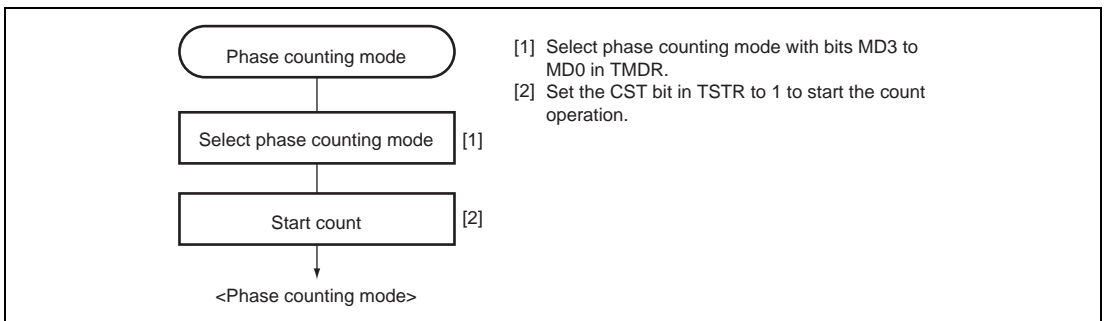 Phase counting mode
[1] Select phase counting mode with bits MD3 to
MD0 in TMDR.
[2] Set the CST bit in TSTR to 1 to start the count
operation.
Select phase counting mode [1]
Start count [2]
<Phase counting mode>